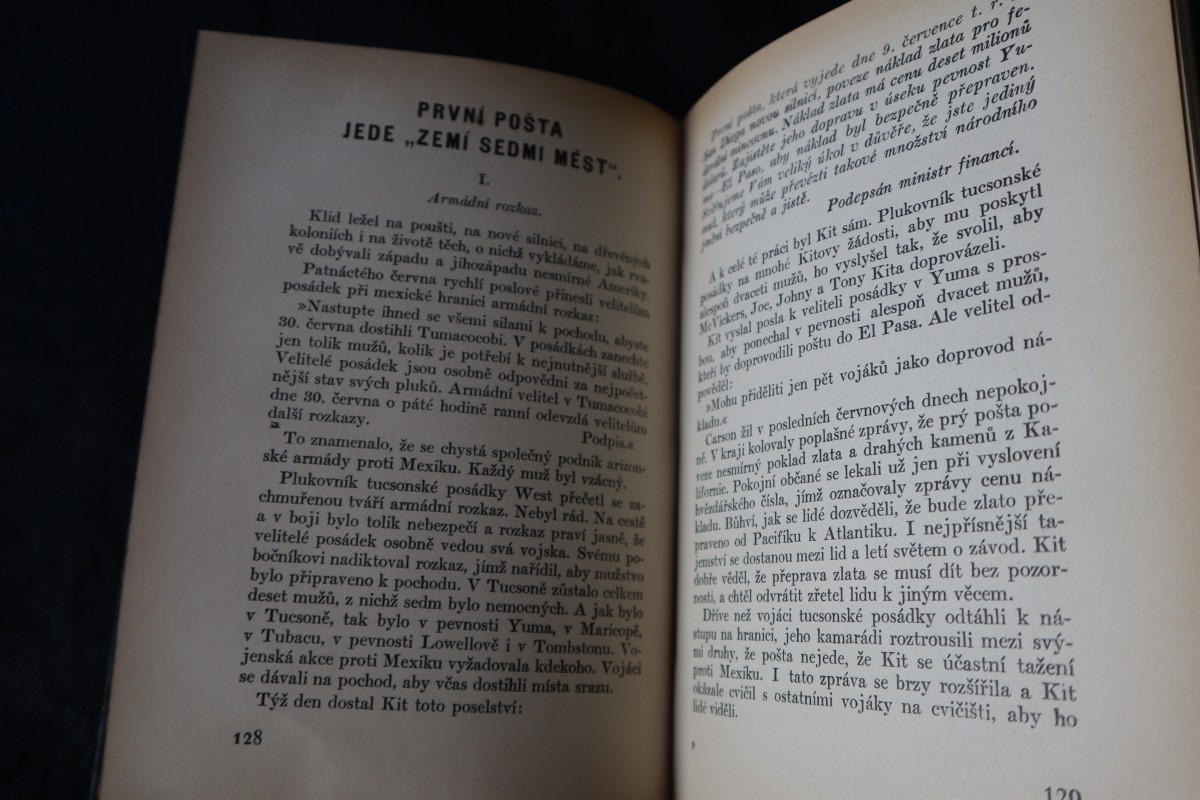 PRVNÍ POŠTA
JEDE „ZEMÍ SEDMI MĚST“.
I.
Armádní rozkaz.
Klid ležel na poušti, na nové silnici, na dřevěných
koloniích i na životě těch, o nichž vykládáme, jak rva-
vě dobývali západu a jihozápadu nesmírné Ameriky.
Patnáctého června rychlí poslové přinesli velitelům
posádek při mexické hranici armádní rozkaz:
»Nastupte ihned se všemi silami k pochodu, abyste
30. června dostihli Tumacocobi. V posádkách zanechte
jen tolik mužů, kolik je potřebí k nejnutnější službě.
Velitelé posádek jsou osobně odpovědni za nejpočet-
nější stav svých pluků. Armádní velitel v Tumacocobi
dne 30. června o páté hodině ranní odevzdá velitelům
další rozkazy.
Podpis.«
To znamenalo, že se chystá společný podnik arizon-
ské armády proti Mexiku. Každý muž byl vzácný.
Plukovník tucsonské posádky West přečetl se za-
chmuřenou tváří armádní rozkaz. Nebyl rád. Na cestě
a v boji bylo tolik nebezpečí a rozkaz praví jasně, že
velitelé posádek osobně vedou svá vojska. Svému po-
bočníkovi nadiktoval rozkaz, jímž nařídil, aby mužstvo
bylo připraveno k pochodu. V Tucsoně zůstalo celkem
deset mužů, z nichž sedm bylo nemocných. A jak bylo
v Tucsoně, tak bylo v pevnosti Yuma, v Maricopě,
v Tubacu, v pevnosti Lowellově i v Tombstonu. Vo-
jenská akce proti Mexiku vyžadovala kdekoho. Vojáci
se dávali na pochod, aby včas dostihli místa srazu.
Týž den dostal Kit toto poselství:
128
První pošta, která vyjede dne 9. července t. r.
San Diega novou silnicí, poveze náklad zlata pro fe-
derální mincovnu. Náklad zlata má cenu deset milionů
dolarů. Zajistěte jeho dopravu v úseku pevnost Yu-
ma—El Paso, aby náklad byl bezpečně přepraven.
Svěřujeme Vám veliký úkol v důvěře, že jste jediný
muž, který může převézti takové množství národního
jmění bezpečně a jistě.
Podepsán ministr financí.
A k celé té práci byl Kit sám. Plukovník tucsonské
posádky na mnohé Kitovy žádosti, aby mu poskytl
alespoň dvaceti mužů, ho vyslyšel tak, že svolil, aby
McVickers, Joe, Johny a Tony Kita doprovázeli.
Kit vyslal posla k veliteli posádky v Yuma s pros-
bou, aby ponechal v pevnosti alespoň dvacet mužů,
kteří by doprovodili poštu do El Pasa. Ale velitel od-
pověděl:
»Mohu přiděliti jen pět vojáků jako doprovod ná-
kladu.«
Carson žil v posledních červnových dnech nepokoj-
ně. V kraji kolovaly poplašné zprávy, že prý pošta po-
veze nesmírný poklad zlata a drahých kamenů z Ka-
lifornie. Pokojní občané se lekali už jen při vyslovení
hvězdářského čísla, jímž označovaly zprávy cenu ná-
kladu. Bůhví, jak se lidé dozvěděli, že bude zlato pře-
praveno od Pacifiku k Atlantiku. I nejpřísnější ta-
jemství se dostanou mezi lid a letí světem o závod. Kit
dobře věděl, že přeprava zlata se musí dít bez pozor-
nosti, a chtěl odvrátit zřetel lidu k jiným věcem.
Dříve než vojáci tucsonské posádky odtáhli k ná-
stupu na hranici, jeho kamarádi roztrousili mezi svý-
mi druhy, že pošta nejede, že Kit se účastní tažení
proti Mexiku. I tato zpráva se brzy rozšířila a Kit
okázale cvičil s ostatními vojáky na cvičišti, aby ho
lidé viděli.
9
129